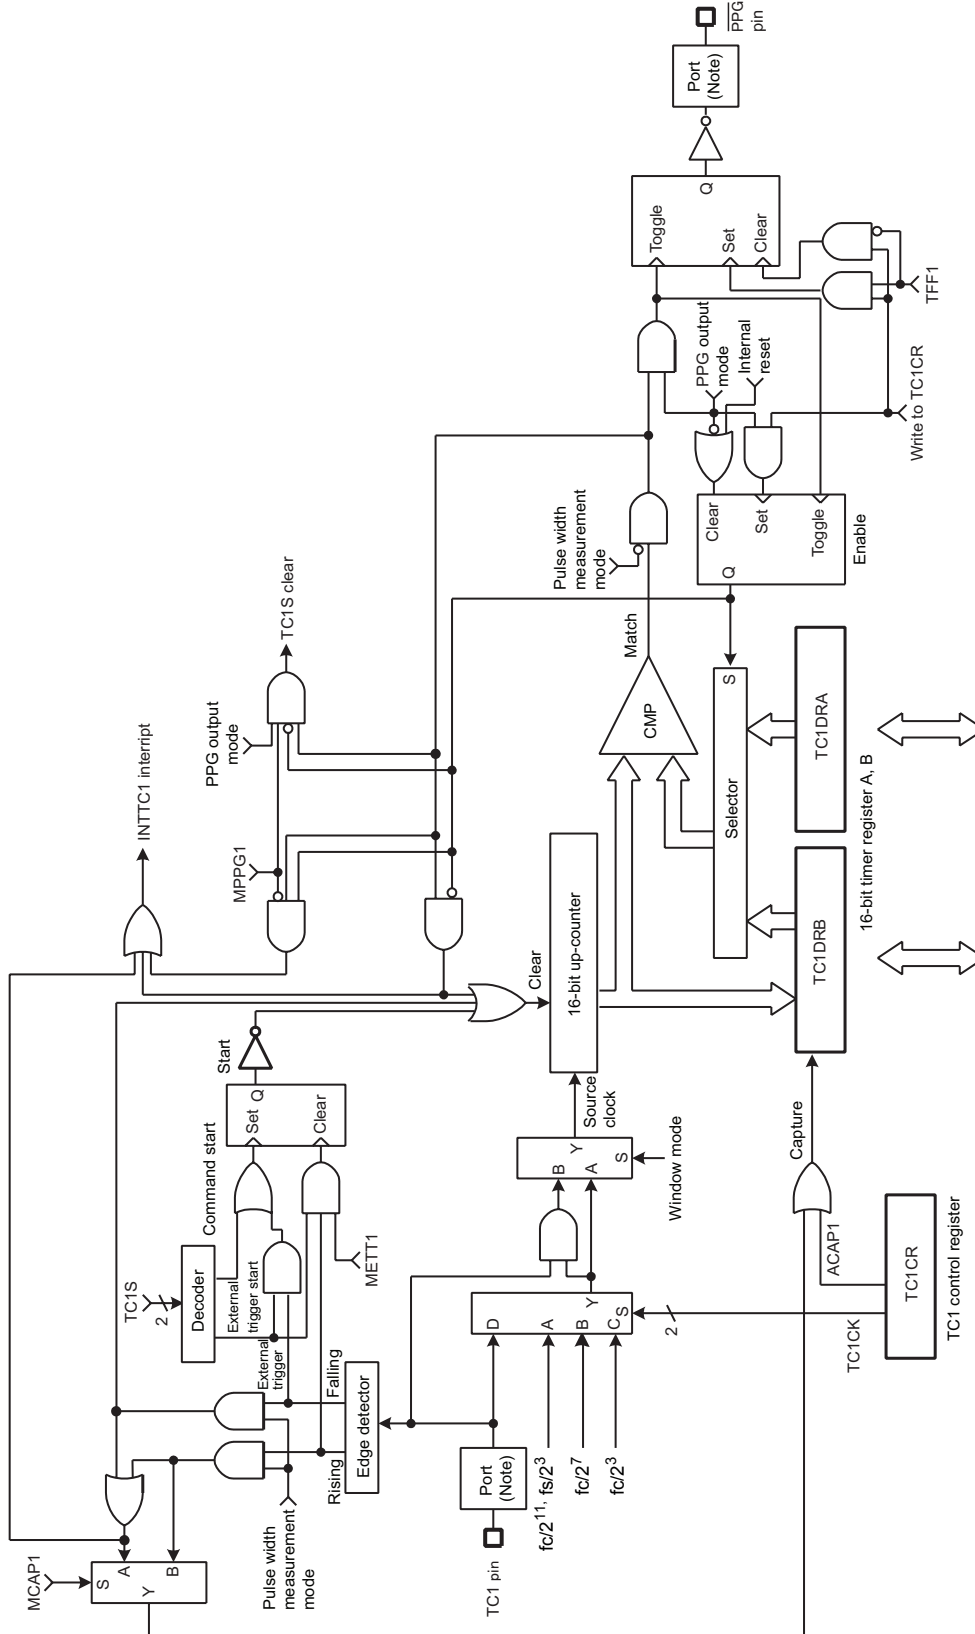 MCAP1
S
A
B
Y
Pulse width
measurement
mode
Rising
Falling
Edge detector
External
trigger
TC1S
2
Decoder
External
trigger start
Command start
METT1
Set
Q
Clear
Start
INTTC1 interript
MPPG1
PPG output
mode
TC1S clear
TC1 pin
Port
(Note)
fc/2¹¹, fs/2³
fc/2⁷
fc/2³
D
A
B
C
S
Y
B
A
S
Y
Window mode
Source
clock
Clear
16-bit up-counter
CMP
Match
Pulse width
measurement
mode
TC1CK
2
TC1CR
TC1 control register
ACAP1
Capture
TC1DRB
TC1DRA
16-bit timer register A, B
Selector
S
Q
Clear
Set
Toggle
Enable
PPG output
mode
Internal
reset
Write to TC1CR
TFF1
Toggle
Set
Clear
Q
Port
(Note)
PPG
pin